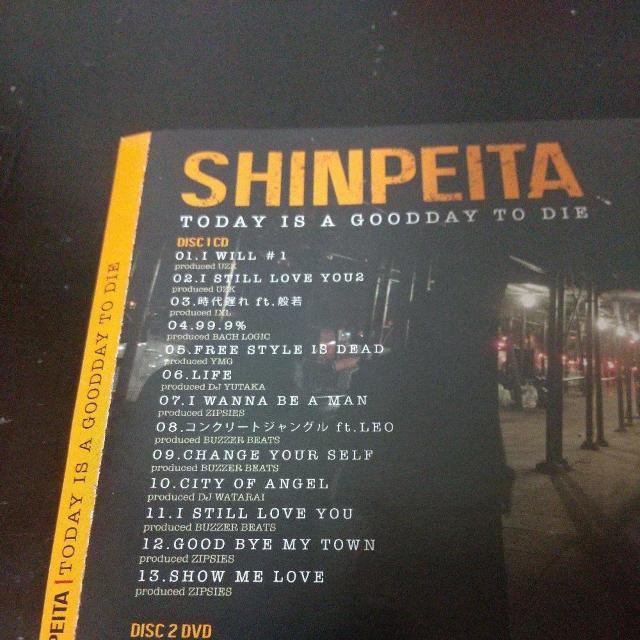 SHINPEITA
TODAY IS A GOODDAY TO DIE
DISC 1 CD
01.I WILL #1
produced UZK
02.I STILL LOVE YOU2
produced UZK
03.時代遅れ ft.般若
produced IXL
04.99.9%
produced BACH LOGIC
05.FREE STYLE IS DEAD
produced YMG
06.LIFE
produced DJ YUTAKA
07.I WANNA BE A MAN
produced ZIPSIES
08.コンクリートジャングル ft.LEO
produced BUZZER BEATS
09.CHANGE YOUR SELF
produced BUZZER BEATS
10.CITY OF ANGEL
produced DJ WATARAI
11.I STILL LOVE YOU
produced BUZZER BEATS
12.GOOD BYE MY TOWN
produced ZIPSIES
13.SHOW ME LOVE
produced ZIPSIES
DISC 2 DVD
PEITA | TODAY IS A GOODDAY TO DIE